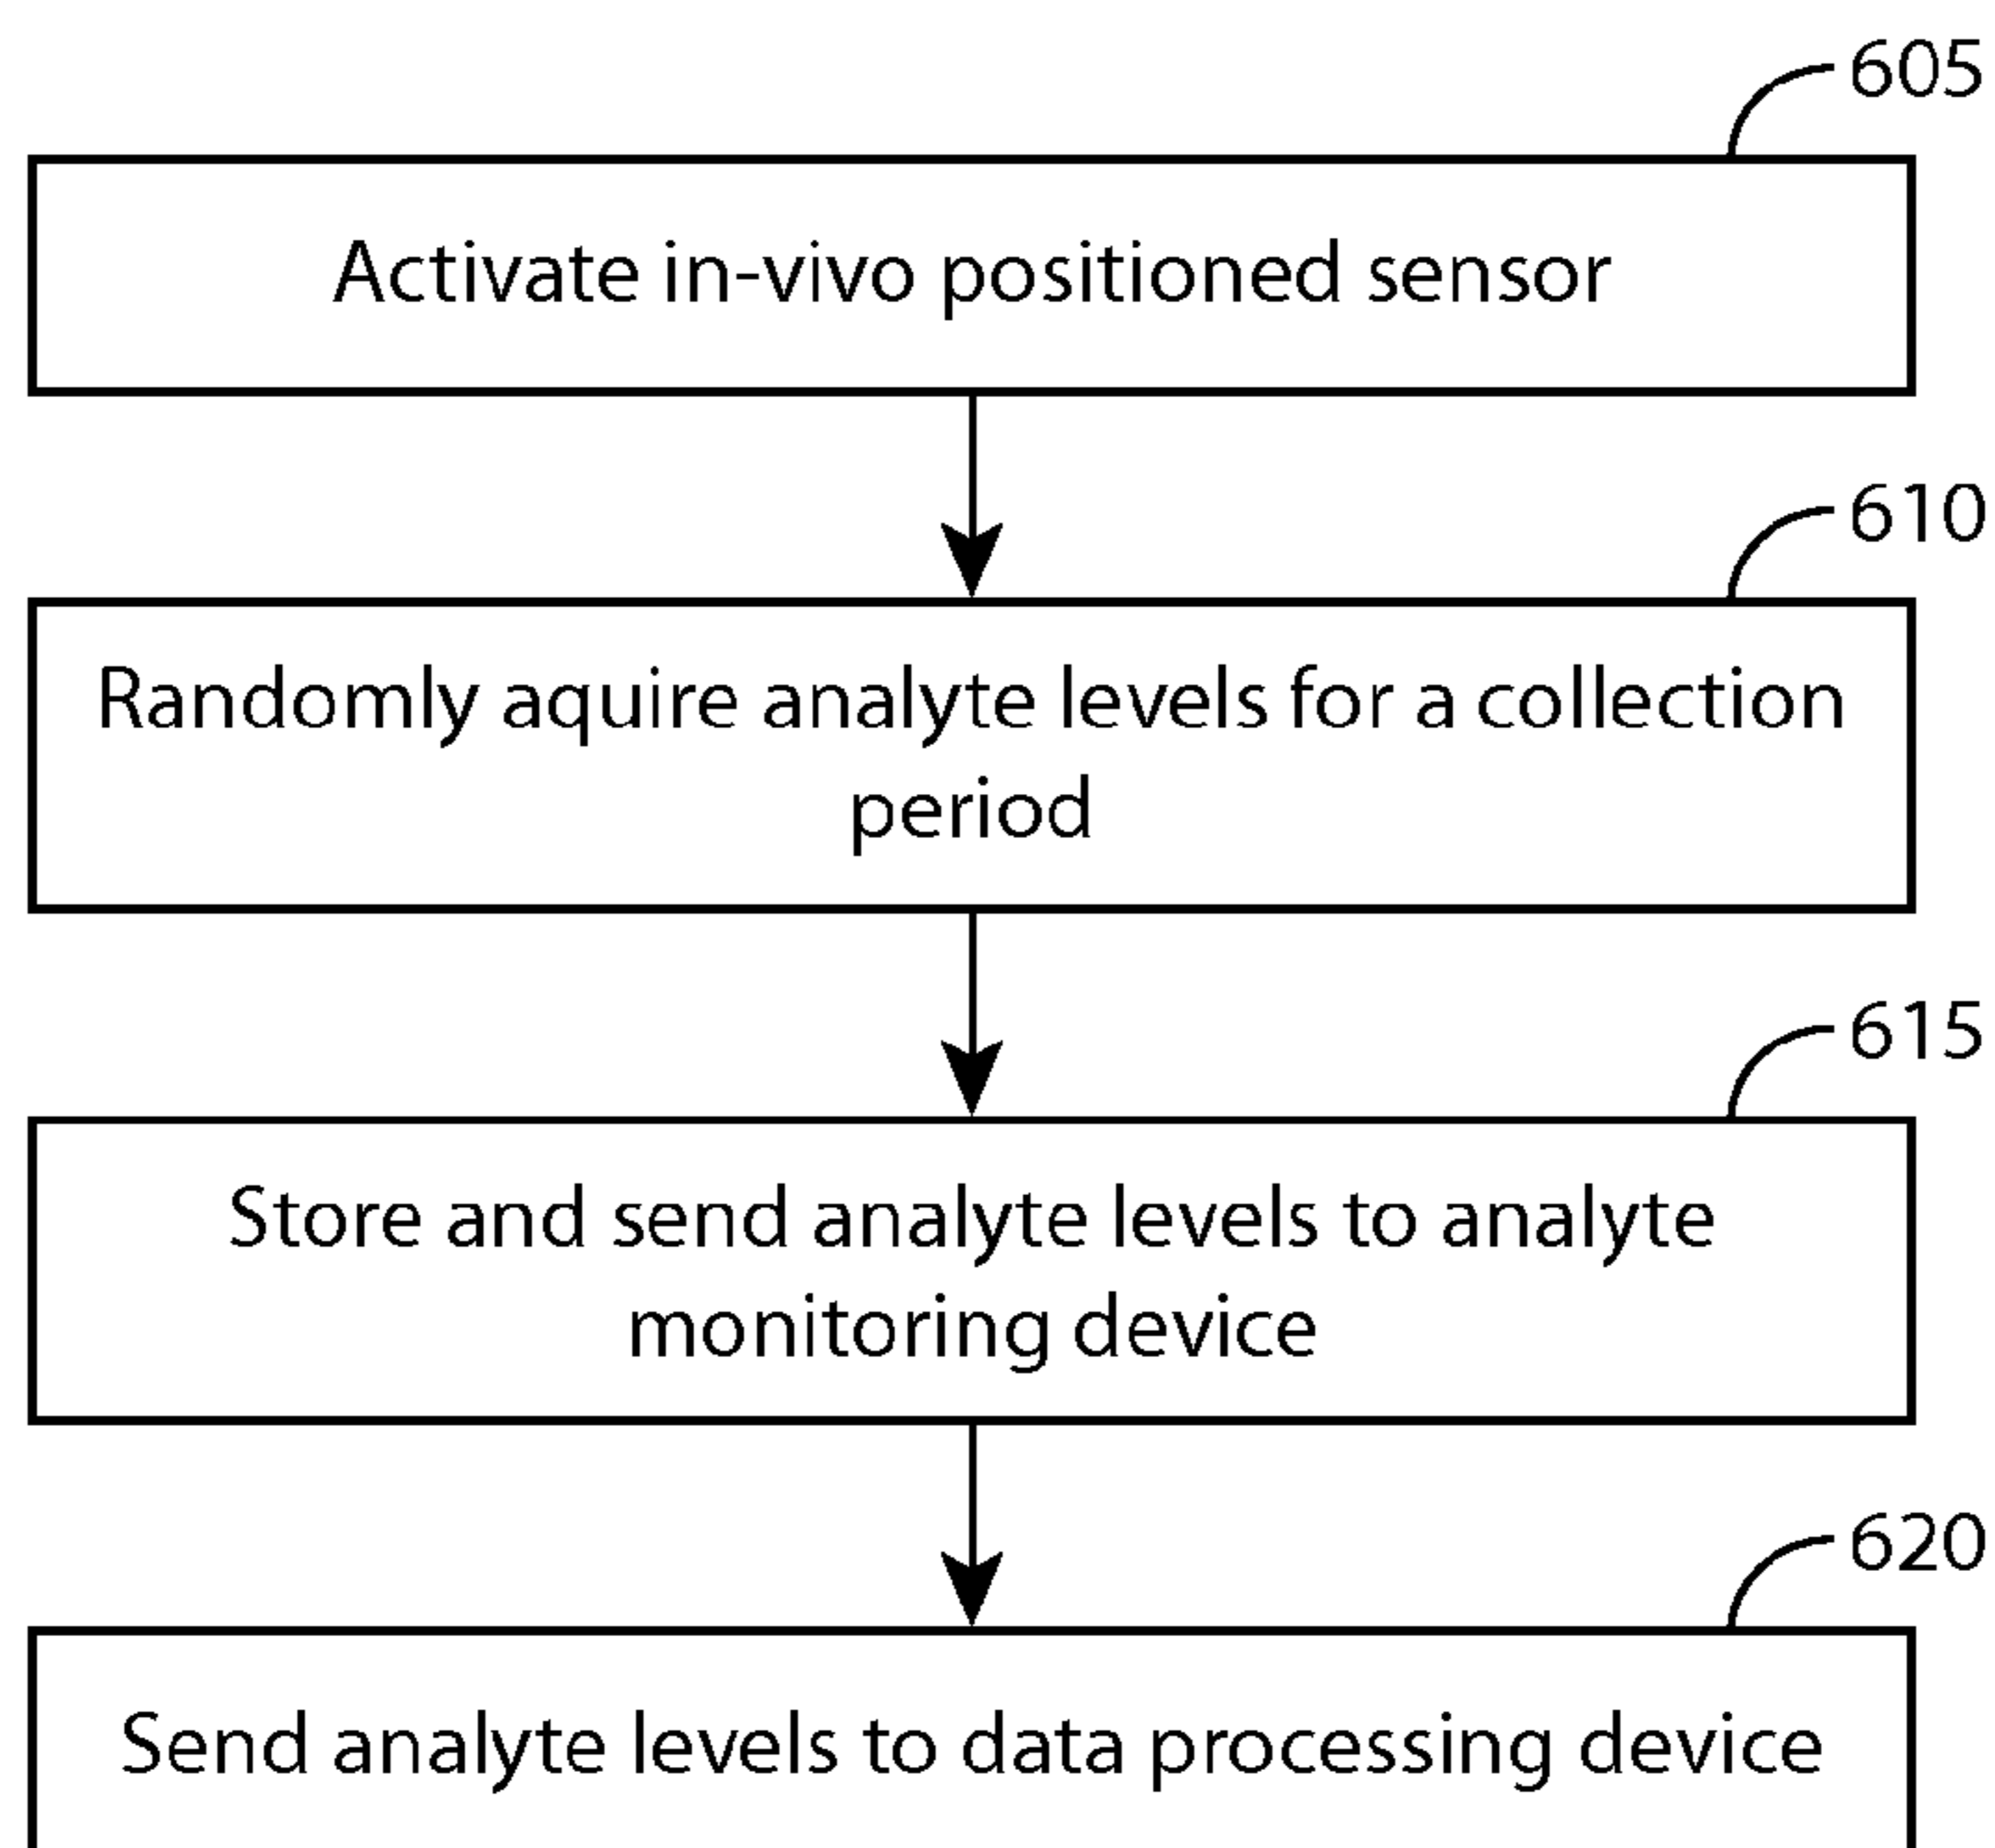 605
Activate in-vivo positioned sensor
610
Randomly aquire analyte levels for a collection
period
615
Store and send analyte levels to analyte
monitoring device
620
Send analyte levels to data processing device